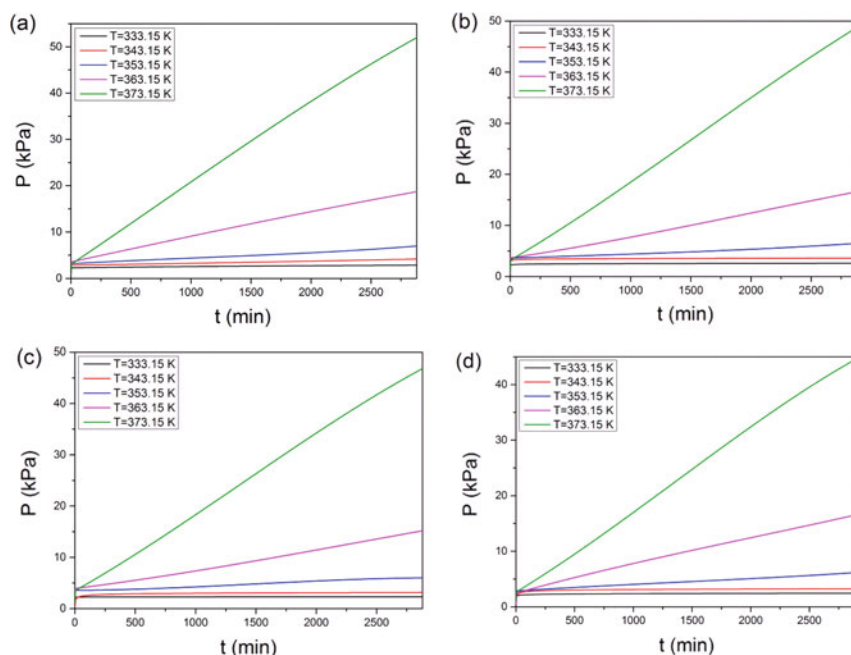 (a)
T=333.15 K
T=343.15 K
T=353.15 K
T=363.15 K
T=373.15 K
50
40
30
20
10
0
P (kPa)
0 500 1000 1500 2000 2500
t (min)
(b)
T=333.15 K
T=343.15 K
T=353.15 K
T=363.15 K
T=373.15 K
50
40
30
20
10
0
P (kPa)
0 500 1000 1500 2000 2500
t (min)
(c)
T=333.15 K
T=343.15 K
T=353.15 K
T=363.15 K
T=373.15 K
50
40
30
20
10
0
P (kPa)
0 500 1000 1500 2000 2500
t (min)
(d)
T=333.15 K
T=343.15 K
T=353.15 K
T=363.15 K
T=373.15 K
40
30
20
10
0
P (kPa)
0 500 1000 1500 2000 2500
t (min)